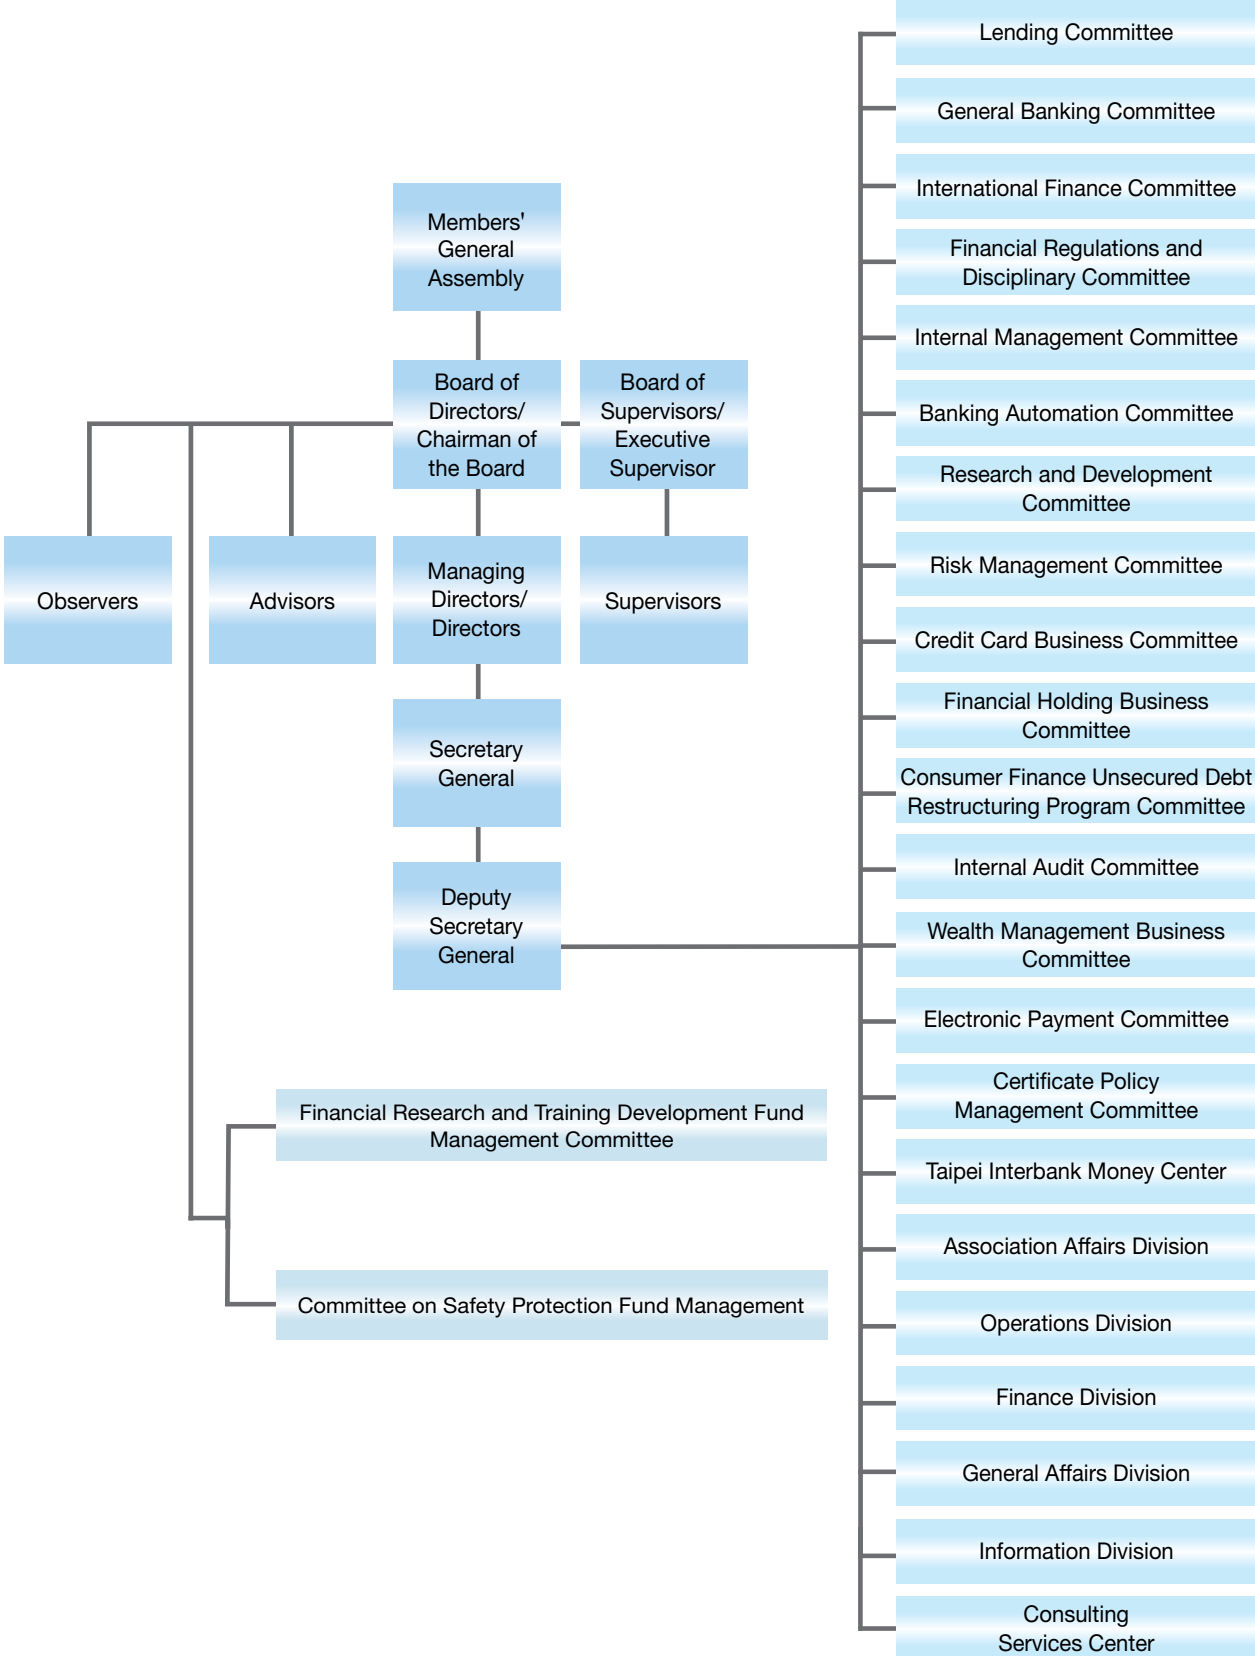 Members'
General
Assembly
Board of
Directors/
Chairman of
the Board
Board of
Supervisors/
Executive
Supervisor
Observers
Advisors
Managing
Directors/
Directors
Supervisors
Secretary
General
Deputy
Secretary
General
Financial Research and Training Development Fund
Management Committee
Committee on Safety Protection Fund Management
Lending Committee
General Banking Committee
International Finance Committee
Financial Regulations and
Disciplinary Committee
Internal Management Committee
Banking Automation Committee
Research and Development
Committee
Risk Management Committee
Credit Card Business Committee
Financial Holding Business
Committee
Consumer Finance Unsecured Debt
Restructuring Program Committee
Internal Audit Committee
Wealth Management Business
Committee
Electronic Payment Committee
Certificate Policy
Management Committee
Taipei Interbank Money Center
Association Affairs Division
Operations Division
Finance Division
General Affairs Division
Information Division
Consulting
Services Center